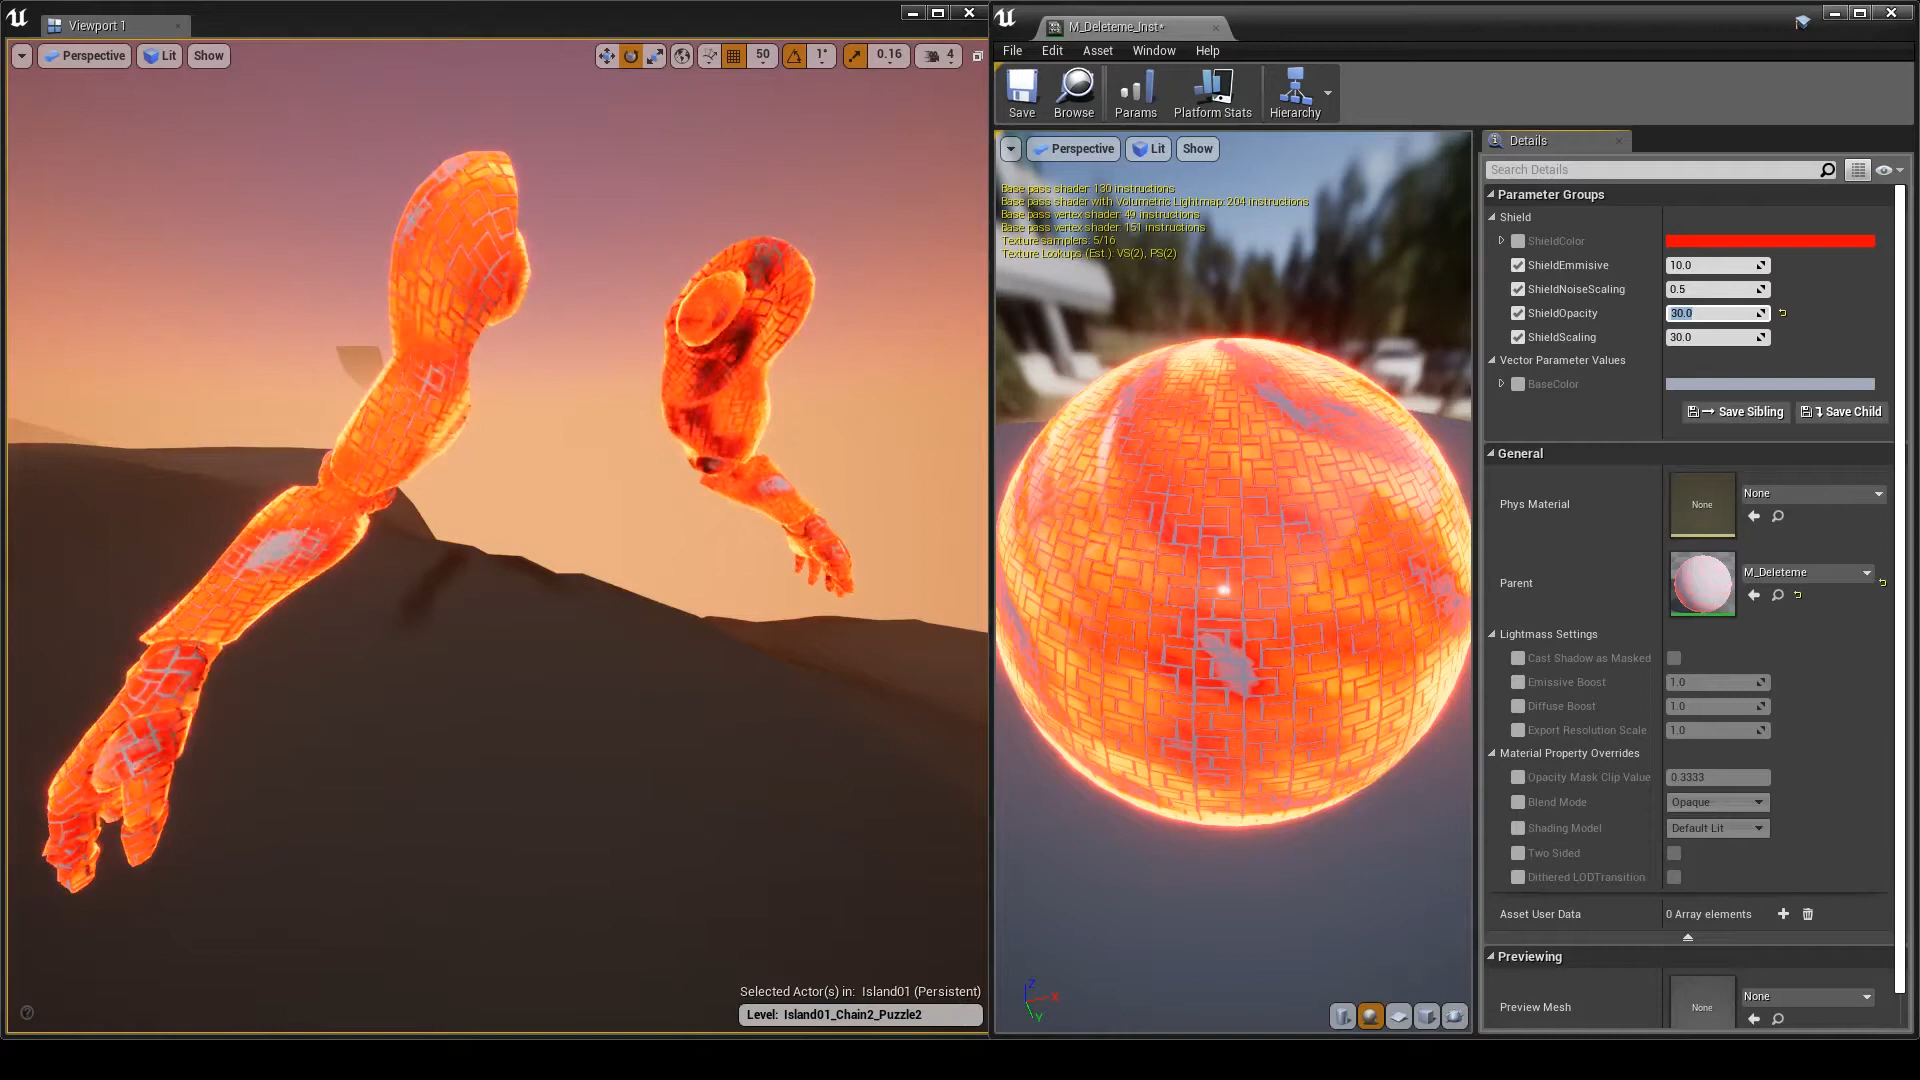 Viewport 1
Perspective
Lit
Show
50
1°
0.16
4
Selected Actor(s) in: Island01 (Persistent)
Level: Island01_Chain2_Puzzle2
M_Deleteme_Inst*
File Edit Asset Window Help
Save
Browse
Params
Platform Stats
Hierarchy
Perspective
Lit
Show
Base pass shader: 130 instructions
Base pass shader with Volumetric Lightmap: 204 instructions
Base pass vertex shader: 49 instructions
Base pass vertex shader: 151 instructions
Texture samplers: 5/16
Texture Lookups (Est.): VS(2), PS(2)
Z
X
Y
Details
Search Details
Parameter Groups
Shield
ShieldColor
ShieldEmmisive 10.0
ShieldNoiseScaling 0.5
ShieldOpacity 30.0
ShieldScaling 30.0
Vector Parameter Values
BaseColor
Save Sibling
Save Child
General
Phys Material None None
Parent M_Deleteme
Lightmass Settings
Cast Shadow as Masked
Emissive Boost 1.0
Diffuse Boost 1.0
Export Resolution Scale 1.0
Material Property Overrides
Opacity Mask Clip Value 0.3333
Blend Mode Opaque
Shading Model Default Lit
Two Sided
Dithered LODTransition
Asset User Data 0 Array elements
Previewing
Preview Mesh None None